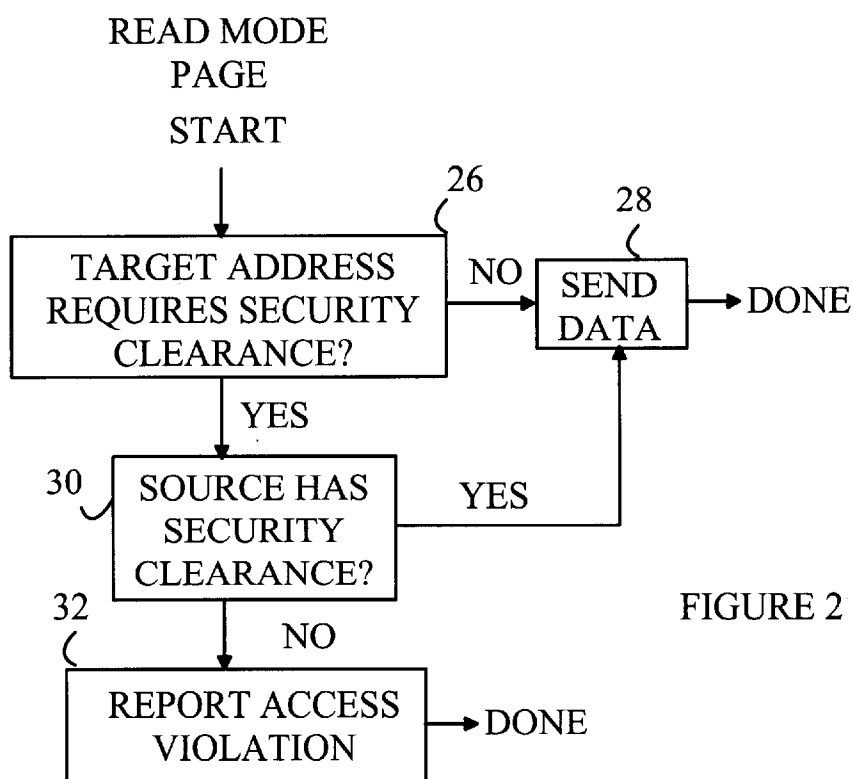 READ MODE
PAGE
START
26
TARGET ADDRESS
REQUIRES SECURITY
CLEARANCE?
NO
28
SEND
DATA
DONE
YES
30
SOURCE HAS
SECURITY
CLEARANCE?
YES
FIGURE 2
32
NO
REPORT ACCESS
VIOLATION
DONE